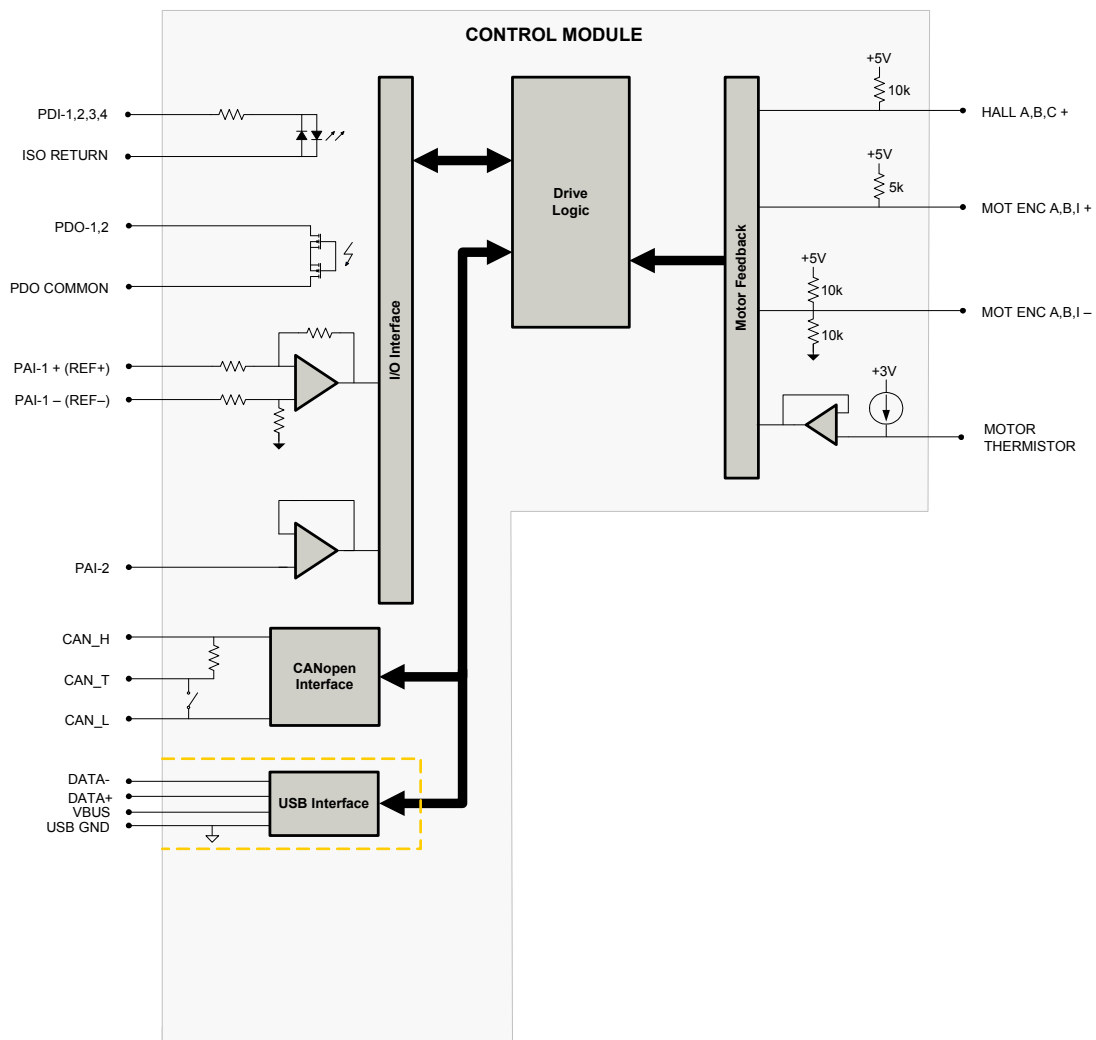 CONTROL MODULE
PDI-1,2,3,4
ISO RETURN
PDO-1,2
PDO COMMON
PAI-1 + (REF+)
PAI-1 – (REF–)
PAI-2
CAN_H
CAN_T
CAN_L
DATA-
DATA+
VBUS
USB GND
I/O Interface
CANopen
Interface
USB Interface
Drive
Logic
Motor Feedback
+5V
10k
HALL A,B,C +
+5V
5k
MOT ENC A,B,I +
+5V
10k
10k
MOT ENC A,B,I –
+3V
MOTOR
THERMISTOR